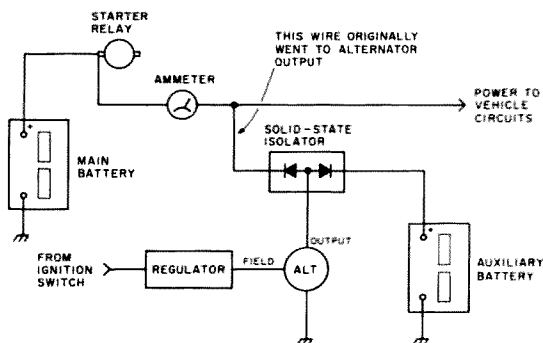 STARTER
RELAY
THIS WIRE ORIGINALLY
WENT TO ALTERNATOR
OUTPUT
AMMETER
POWER TO
VEHICLE
CIRCUITS
+
SOLID-STATE
ISOLATOR
MAIN
BATTERY
OUTPUT
+
FROM
IGNITION
SWITCH
REGULATOR
FIELD
ALT
AUXILIARY
BATTERY